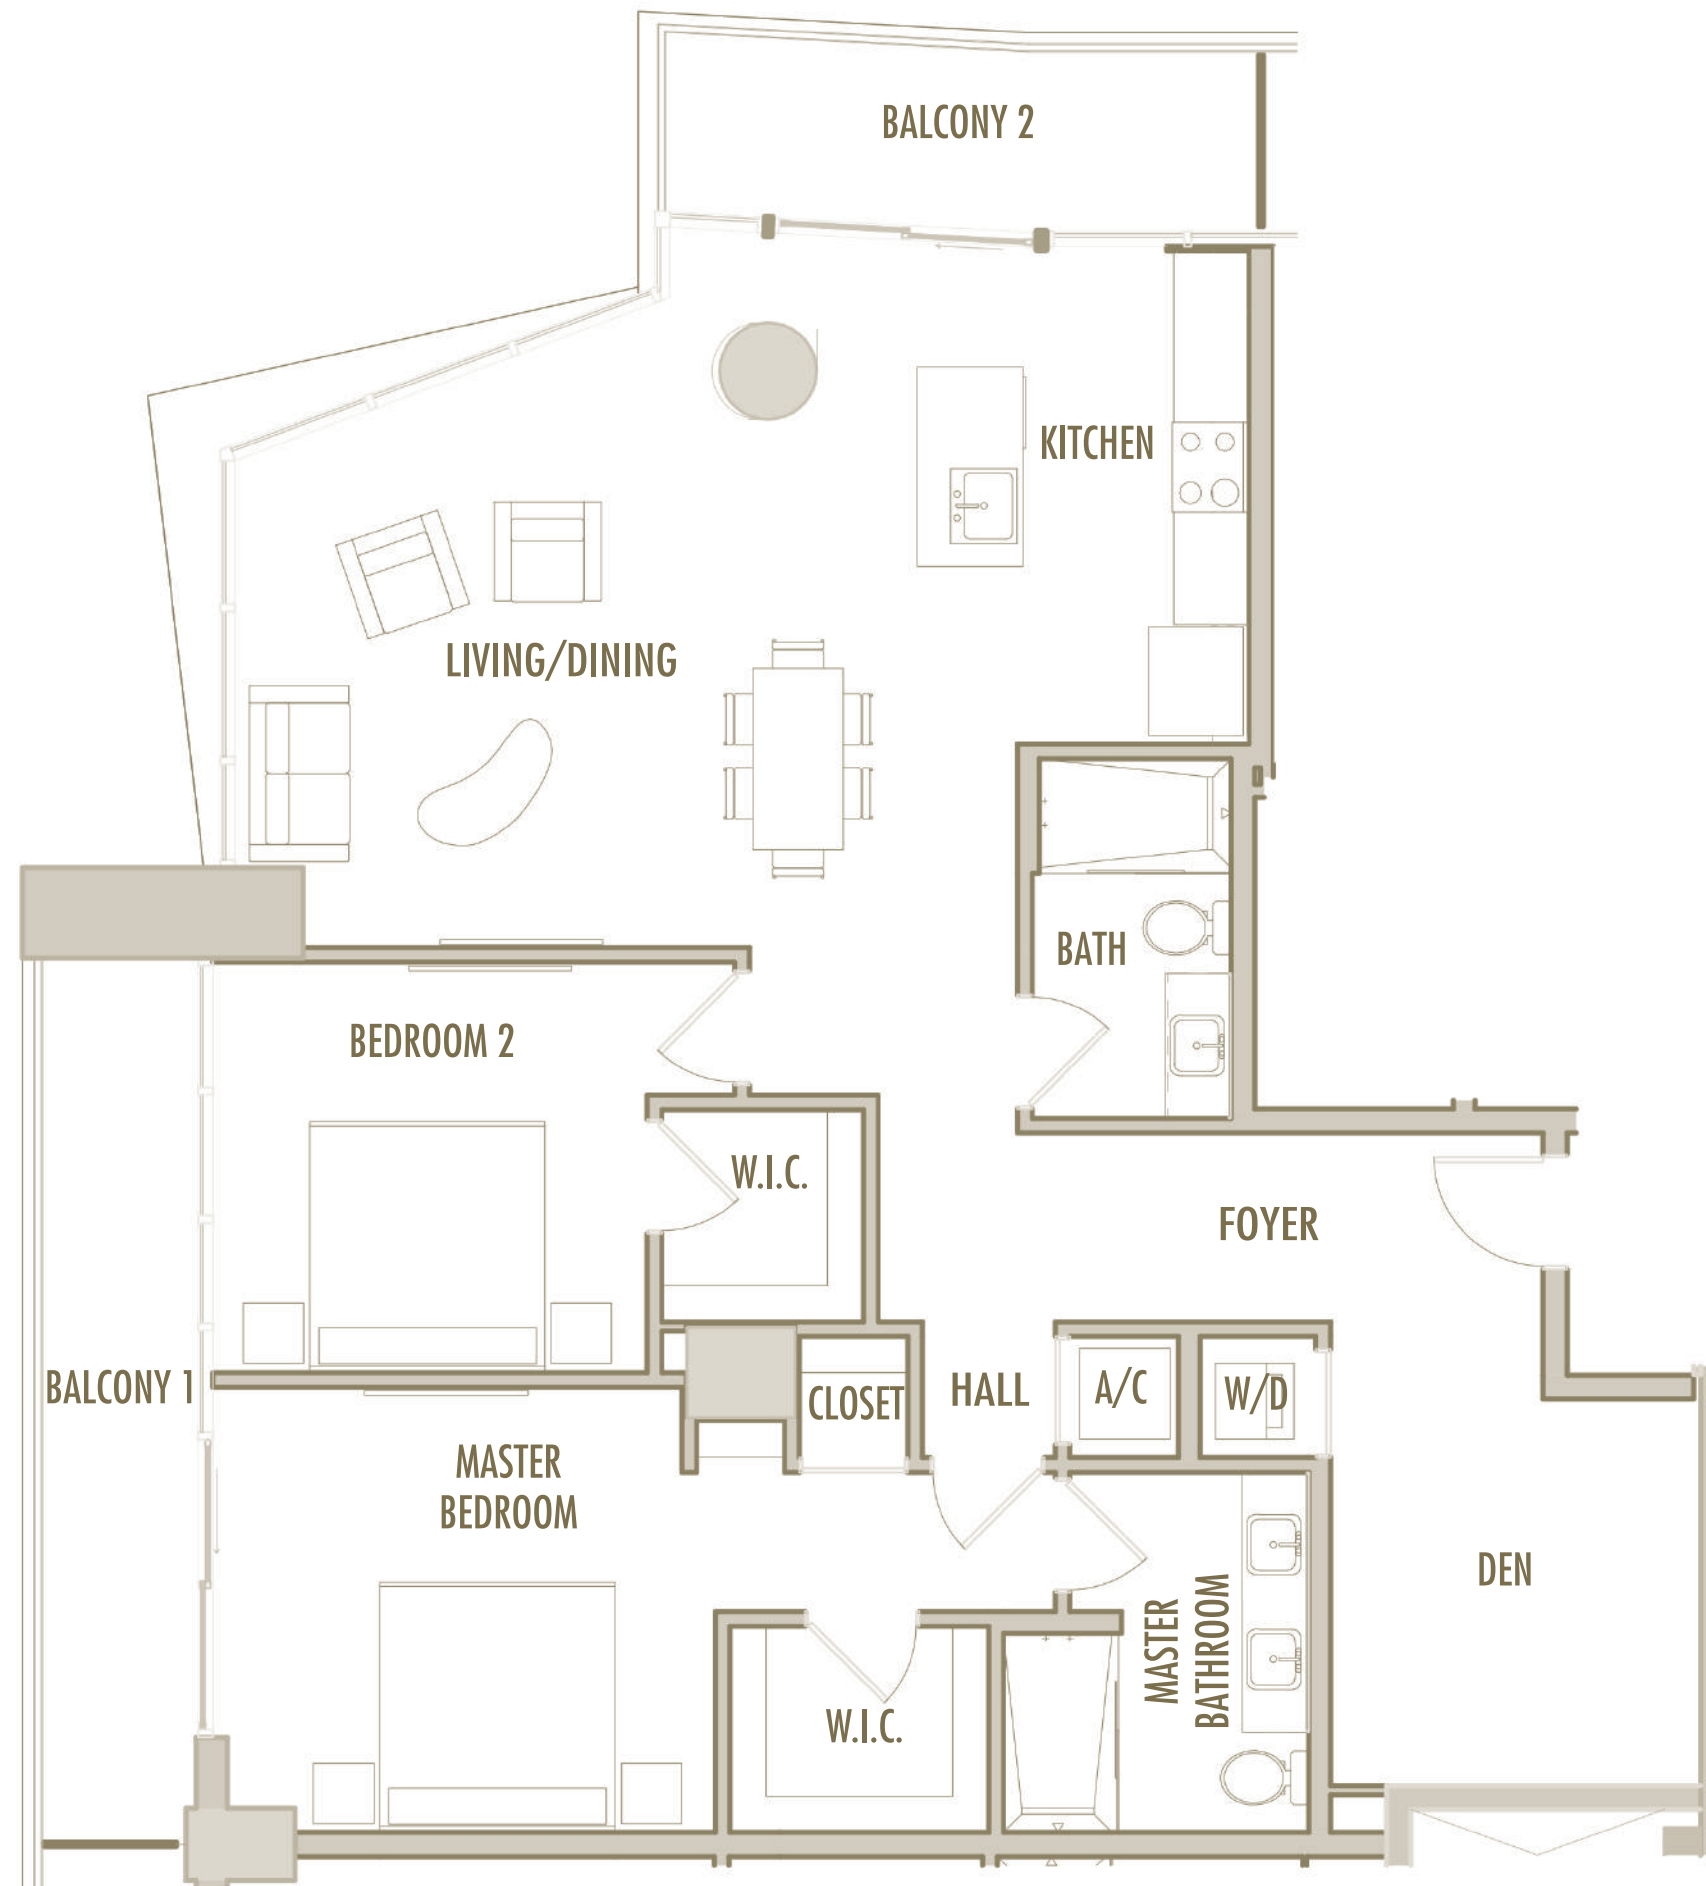 BALCONY 2
KITCHEN
LIVING/DINING
BATH
BEDROOM 2
W.I.C.
FOYER
BALCONY 1
CLOSET
HALL
A/C
W/D
MASTER
BEDROOM
DEN
MASTER
BATHROOM
W.I.C.